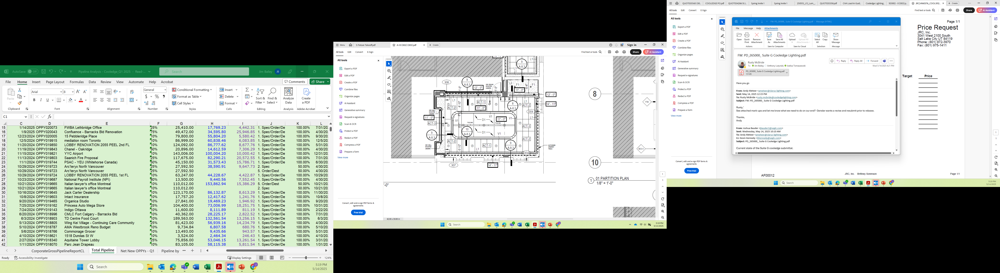 AutoSave Off Pipeline Analysis - Cooledge_Q1 2025 - Read-... Search Jim Bailey JB
File Home Insert Page Layout Formulas Data Review View Automate Help Acrobat Comments Share
Paste Arial 8 General Conditional Formatting Insert Sort & Filter Find & Select Analyze Data Create a PDF
B I U Format as Table Delete
Cell Styles Format
Clipboard Font Alignment Number Styles Cells Editing Analysis Adobe Acrobat
C1 fx
C D E F G H I J K L
15 1/14/2025 OPPY020073 FWBA Lethbridge Office 25% 25,410.00 17,769.23 4,442.31 1. Spec/Order/De 100.00% 7/31/202
16 1/9/2025 OPPY020043 Confluence - Barracks Bld Renovation 75% 49,472.00 34,595.80 25,946.85 1. Spec/Order/De 100.00% 4/30/202
17 12/23/2024 OPPY020005 15 Pebbleridge Place 10% 79,800.00 55,804.20 5,580.42 1. Spec/Order/De 100.00% 9/30/202
18 12/5/2024 OPPY019915 mediation room Toronto 10% 86,999.00 60,838.46 6,083.85 1. Spec/Order/De 100.00% 12/5/202
19 11/20/2024 OPPY019850 LOBBY RENOVATION 2055 PEEL 2nd FL 10% 124,092.00 86,777.62 8,677.76 1. Spec/Order/De 100.00% 5/31/202
20 11/19/2024 OPPY019843 Chanel - Oakridge 50% 20,896.00 14,612.59 7,306.29 1. Spec/Order/De 100.00% 4/30/202
21 11/15/2024 OPPY019821 YYC Airport 10% 143,006.00 100,004.20 10,000.42 1. Spec/Order/De 100.00% 12/31/202
22 11/13/2024 OPPY019803 Saanich Fire Proposal 25% 117,675.00 82,290.21 20,572.55 1. Spec/Order/De 100.00% 7/31/202
23 11/1/2024 OPPY019744 PSAC - YEU (Whitehorse Canada) 50% 45,150.00 31,573.43 15,786.71 1. Spec/Order/De 100.00% 6/30/202
24 10/29/2024 OPPY019723 Arc'teryx North Vancouver 25% 27,592.50 38,590.91 9,647.73 2. Spec 50.00% 4/30/202
25 10/29/2024 OPPY019723 Arc'teryx North Vancouver 25% 27,592.50 5. Order/Dest 50.00% 4/30/202
26 10/29/2024 OPPY019724 LOBBY RENOVATION 2055 PEEL 1st FL 10% 63,247.00 44,228.67 4,422.87 1. Spec/Order/De 100.00% 10/29/202
27 10/23/2024 OPPY019687 National Payroll Institute (NPI) 80% 13,500.00 9,440.56 7,552.45 1. Spec/Order/De 100.00% 4/30/202
28 10/21/2024 OPPY019665 Italian lawyer's office Montreal 10% 110,012.00 153,862.94 15,386.29 5. Order/Dest 50.00% 10/21/202
29 10/21/2024 OPPY019665 Italian lawyer's office Montreal 10% 110,012.00 2. Spec 50.00% 10/21/202
30 10/16/2024 OPPY019645 Jack Carter Dealership 10% 123,170.00 86,132.87 8,613.29 1. Spec/Order/De 100.00% 11/30/202
31 10/8/2024 OPPY019603 Intact Insurance 10% 17,757.20 12,417.62 1,241.76 1. Spec/Order/De 100.00% 10/8/202
32 9/20/2024 OPPY019465 Organica Studio 10% 27,841.00 19,469.23 1,946.92 1. Spec/Order/De 100.00% 9/20/202
33 7/25/2024 OPPY019162 Princess Auto Mega Store 25% 104,400.00 73,006.99 18,251.75 1. Spec/Order/De 100.00% 10/31/202
34 7/24/2024 OPPY019143 Indigo Ottawa 10% 11,600.00 8,111.89 811.19 1. Spec/Order/De 100.00% 2/22/202
35 6/20/2024 OPPY018996 CMLC Fort Calgary - Barracks Bld 10% 40,362.00 28,225.17 2,822.52 1. Spec/Order/De 100.00% 7/31/202
36 6/3/2024 OPPY018903 TD Centre Food Court 10% 189,563.00 132,561.54 13,256.15 1. Spec/Order/De 100.00% 6/3/202
37 5/13/2024 OPPY018805 Wing Kei Village - Continuing Care Community 25% 81,423.00 56,939.16 14,234.79 1. Spec/Order/De 100.00% 4/30/202
38 5/10/2024 OPPY018787 AMA Westbrook Reno Budget 10% 9,734.84 6,807.58 680.76 1. Spec/Order/De 100.00% 5/10/202
39 5/6/2024 OPPY018766 Commonage Grocer 10% 13,493.00 9,435.66 943.57 1. Spec/Order/De 100.00% 5/31/202
40 4/10/2024 OPPY018621 1518 Dundas St W 10% 3,524.00 2,464.34 246.43 1. Spec/Order/De 100.00% 4/10/202
41 2/27/2024 OPPY018340 Aquitaine Tower Lobby 25% 75,856.00 53,046.15 13,261.54 1. Spec/Order/De 100.00% 3/31/202
42 1/11/2024 OPPY018070 Parc Jean Drapeau 10% 83,105.00 58,115.38 5,811.54 1. Spec/Order/De 100.00% 1/31/202
CorporateGrossPipelineReportCL Total Pipeline Net New OPPYs - Q1 Pipeline by ...
Ready Accessibility: Investigate Display Settings 124%
Search 5:19 PM
5/14/2025
Menu S Fixture Takeoff.pdf A-10 (002) (003).pdf Create Sign in
All tools Edit Convert E-Sign Find text or tools Share AI Assistant
All tools
Export a PDF
Edit a PDF
Create a PDF
Combine files
Organize pages
AI Assistant
Generative summary
Request e-signatures
Scan & OCR
Protect a PDF
Redact a PDF
Compress a PDF
Prepare a form
View more
Convert, edit and e-sign PDF forms & agreements
Free trial
9
A-8.3
L1
308
9
A-8.3
12' - 0"
L2
F1
F1
11' - 0"
12' - 0"
L1
ACT-1
8
A-8.3
L1
ACT-2
14' - 11"
ACT-2
11' - 0"
304
11' - 0"
V1
D1
11' - 0"
V1
ACT-3
ACT-3
9
A-8.3
10
A-8.3
D1
V1
ACT-2
ACT-2
9
A-8.3
ACT-1
L1
MOTORIZED DRAPERY TRACK
304
307
14' - 11"
8
10
F08
B03 A
1 01 PARTITION PLAN
1/8" = 1'-0"
'-0"
42.00 x 30.00 in
Search 5:19 PM
5/14/2025
QUOT035565 (00.. COOLEDGE PO.pdf QUOT034286 St J... Spring Invite 1 Spring Invite 1 250513_L11_Lum_... QUOT035358.pdf CAA Load-In Guid... Cooledge Lighting.. 1031812 - 0 (003).p.. JRC24160376_COOL1012.. Create
All tools Edit Convert E-Sign Find text or tools Share AI Assistant
All tools
Export a PDF
Edit a PDF
Create a PDF
Combine files
Organize pages
AI Assistant
Generative summary
Request e-signatures
Scan & OCR
Protect a PDF
Redact a PDF
Compress a PDF
Prepare a form
View more
Convert, edit and e-sign PDF forms & agreements
Free trial
Page 1/1
Price Request
JRC, Inc.
3041 West 2100 South
Salt Lake City UT 84119
Phone: (801) 972-3970
Fax: (801) 975-1411
Target Price
FW: PD_265000_ Suite G Cooledge Lighting.pdf - Message (HTML)
File Message Help Attachments
Open Quick Print Remove Attachment Save As Save All Attachments Upload Upload All Attachments Select All Copy Show Message
Actions Save to Computer Save to Cloud Selection Message
FW: PD_265000_ Suite G Cooledge Lighting.pdf
Rusty McBride
To Jim Bailey; Anthony Lutynski; Joelisa Tomaszewski
Reply Reply All Forward
Wed 5/14/2025 4:21 PM
PD_265000_ Suite G Cooledge Lighting.pdf
10 MB
Here you go
From: Andy Meteer <ameteer@clarus-lighting.com>
Sent: May 14, 2025 12:15 PM
To: Rusty McBride <rusty.mcbride@cooledgelighting.com>
Subject: FW: PD_265000_ Suite G Cooledge Lighting.pdf
Rusty,'
See attached mark-ups and let me know what we need to do on our end? Gensler wants a revise and resubmit prior to release.
Thanks,
Andy
From: Joshua Bauder <jbauder2@seglc.com>
Sent: Wednesday, May 14, 2025 10:10 AM
To: Andy Meteer <ameteer@clarus-lighting.com>
Cc: Kevin Kennedy <KKennedy@seglc.com>
Subject: PD_265000_ Suite G Cooledge Lighting.pdf
Current state of the Suite G cooledge submittal.
AF00012 JRC, Inc. Brittney Sorenson Page 1/1
Search 5:19 PM
5/14/2025